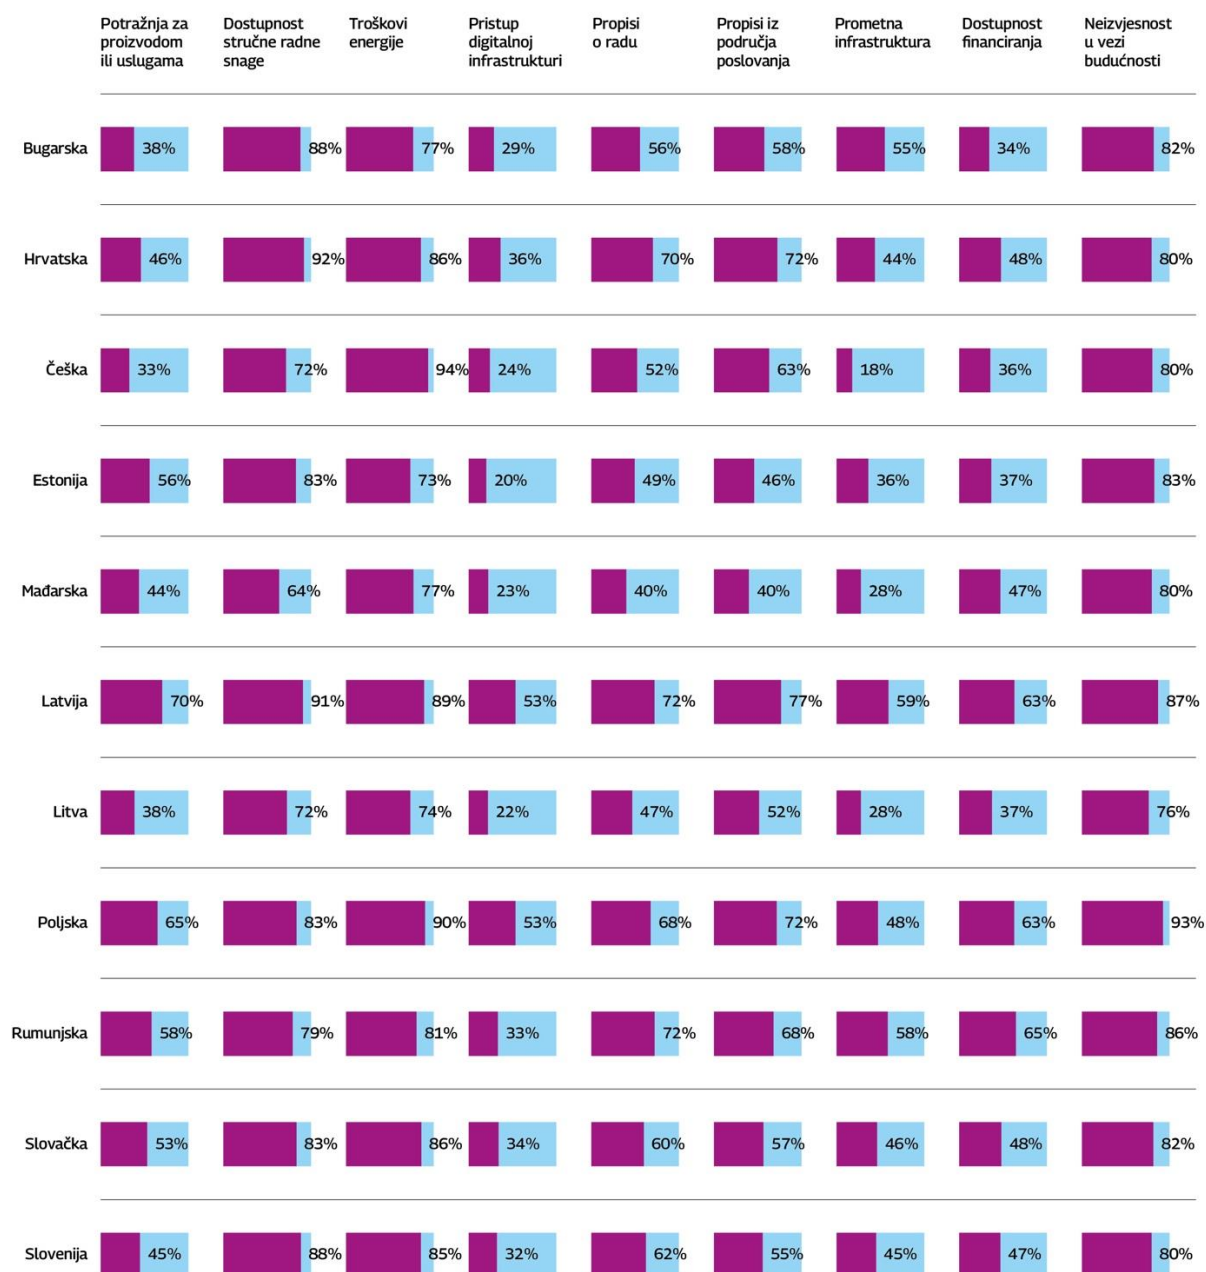 Potražnja za
proizvodom
ili uslugama
Dostupnost
stručne radne
snage
Troškovi
energije
Pristup
digitalnoj
infrastrukturi
Propisi
o radu
Propisi iz
područja
poslovanja
Prometna
infrastruktura
Dostupnost
financiranja
Neizvjesnost
u vezi
budućnosti
Bugarska 38% 88% 77% 29% 56% 58% 55% 34% 82%
Hrvatska 46% 92% 86% 36% 70% 72% 44% 48% 80%
Češka 33% 72% 94% 24% 52% 63% 18% 36% 80%
Estonija 56% 83% 73% 20% 49% 46% 36% 37% 83%
Mađarska 44% 64% 77% 23% 40% 40% 28% 47% 80%
Latvija 70% 91% 89% 53% 72% 77% 59% 63% 87%
Litva 38% 72% 74% 22% 47% 52% 28% 37% 76%
Poljska 65% 83% 90% 53% 68% 72% 48% 63% 93%
Rumunjska 58% 79% 81% 33% 72% 68% 58% 65% 86%
Slovačka 53% 83% 86% 34% 60% 57% 46% 48% 82%
Slovenija 45% 88% 85% 32% 62% 55% 45% 47% 80%